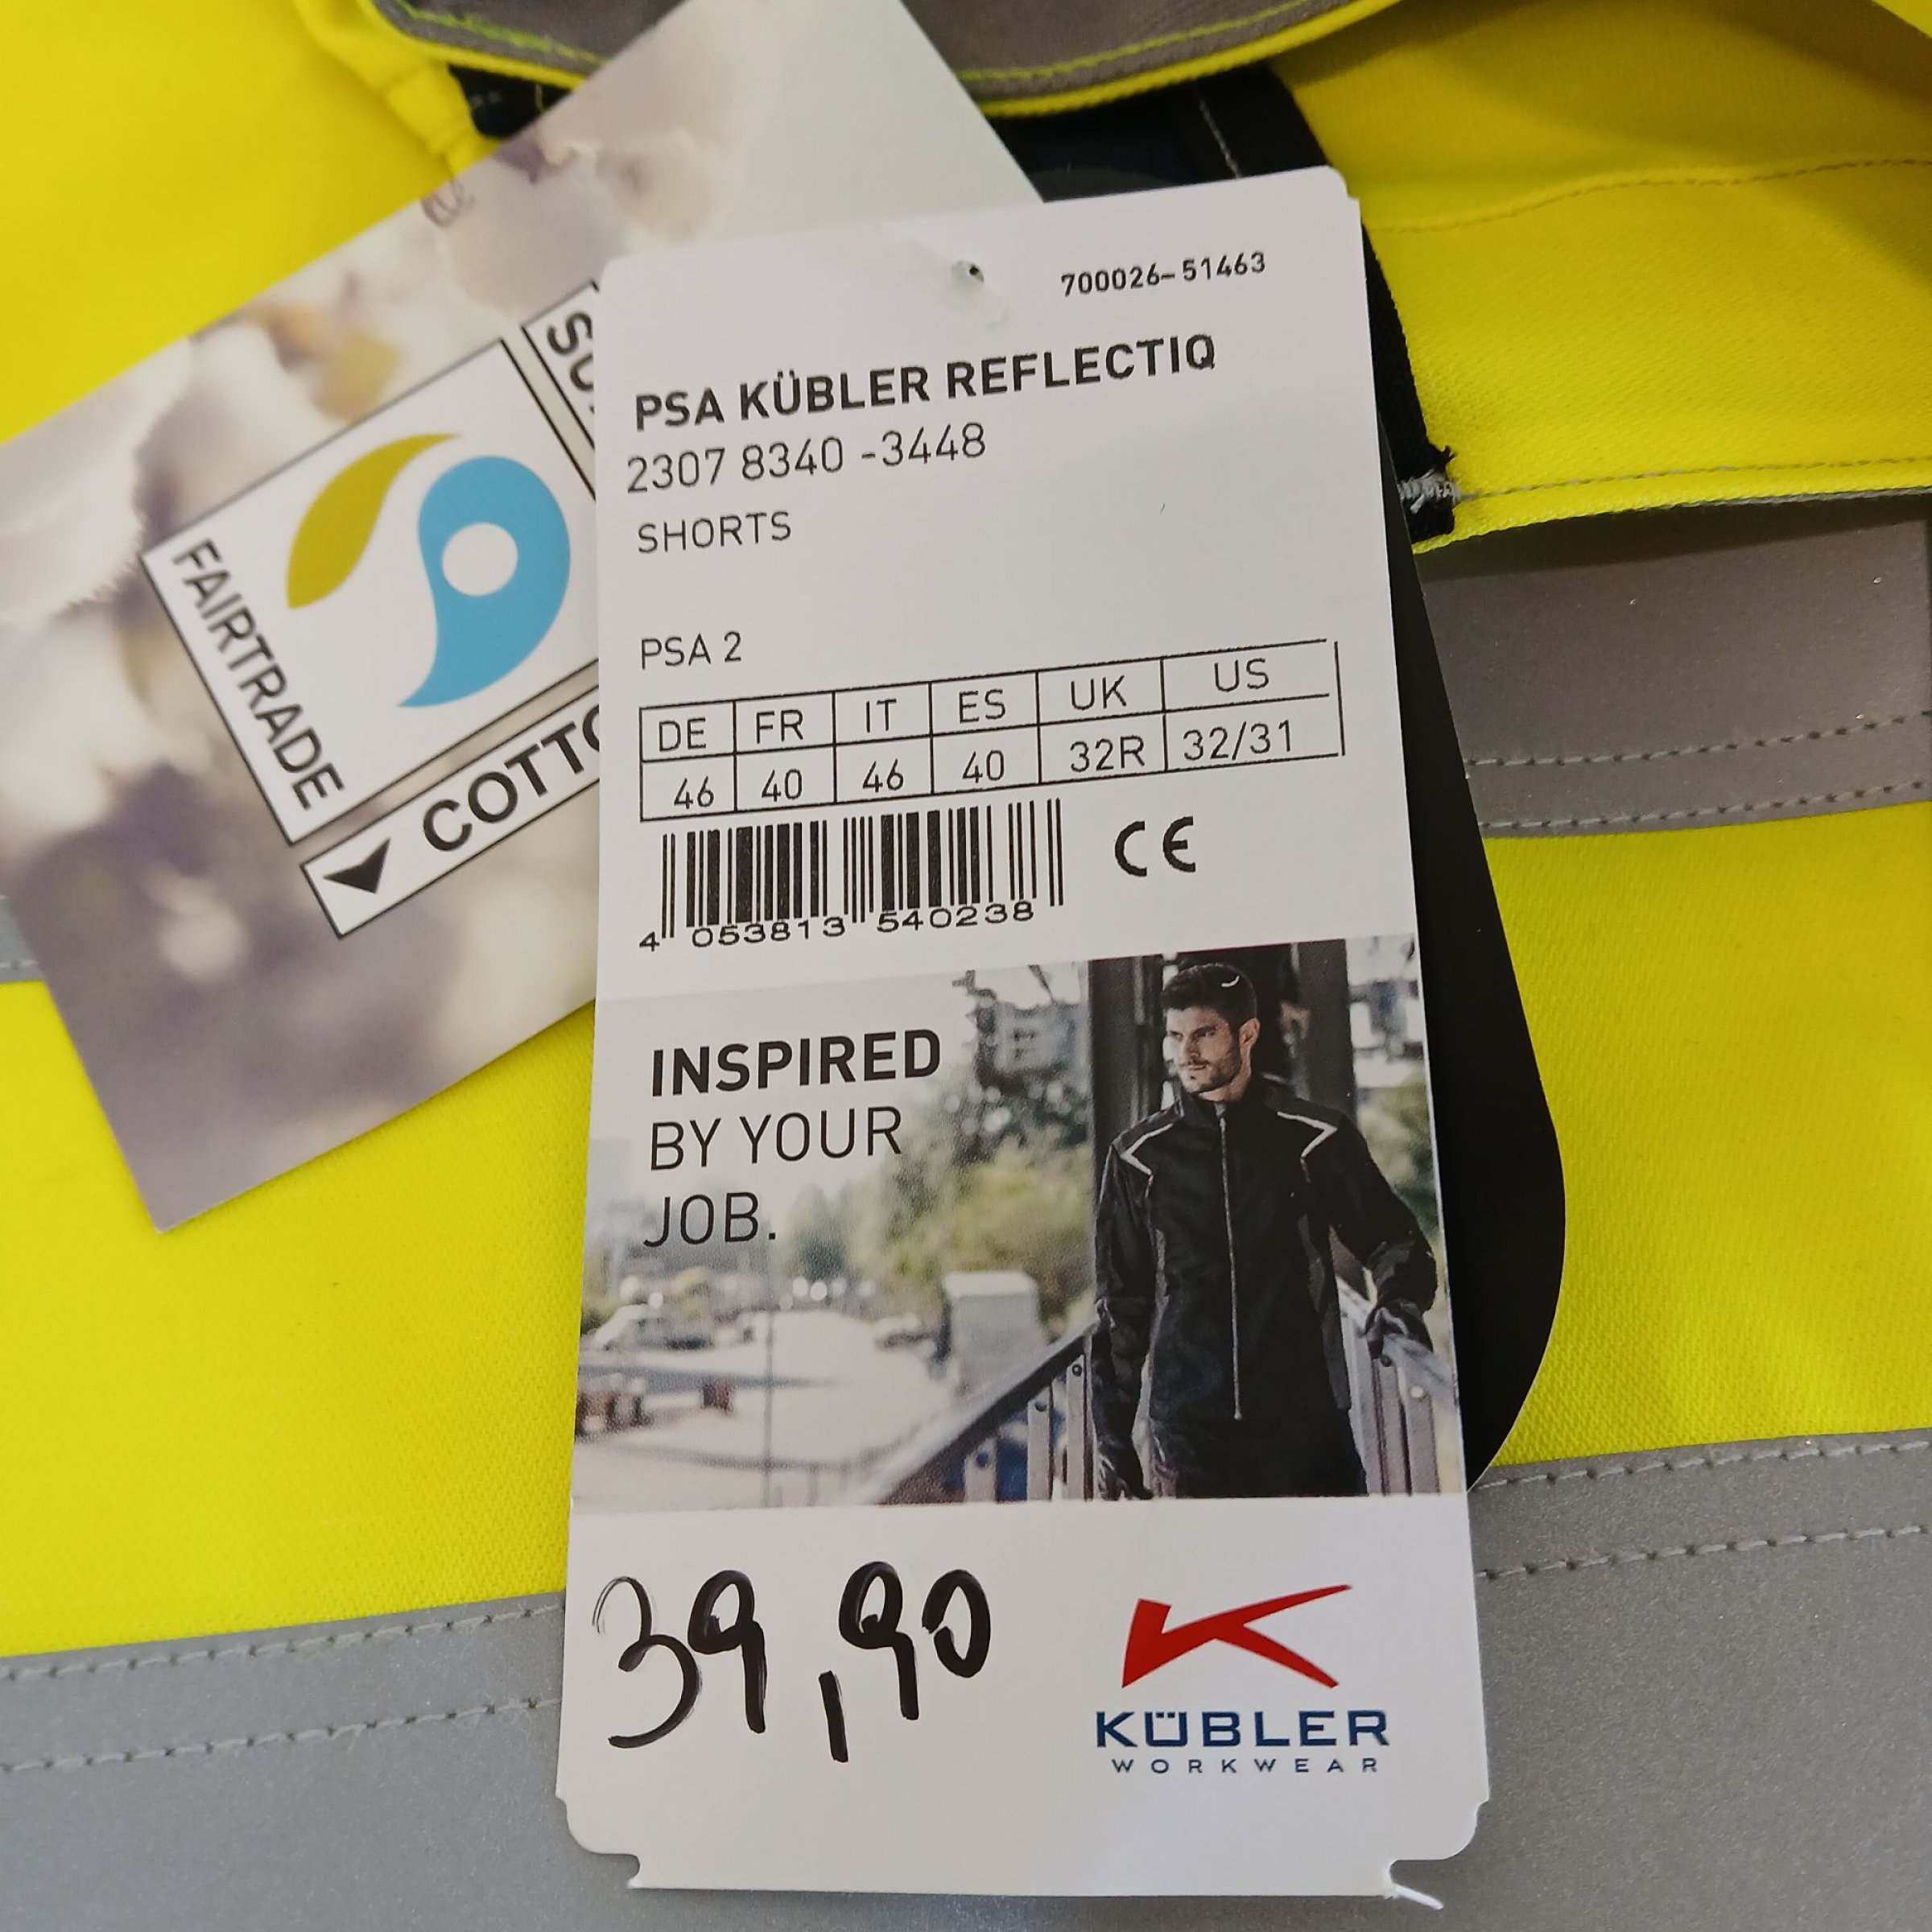 700026-51463
PSA KÜBLER REFLECTIQ
2307 8340 -3448
SHORTS
PSA 2
DE FR IT ES UK US
46 40 46 40 32R 32/31
4 053813 540238
CE
INSPIRED
BY YOUR
JOB.
39,90
KÜBLER
WORKWEAR
FAIRTRADE